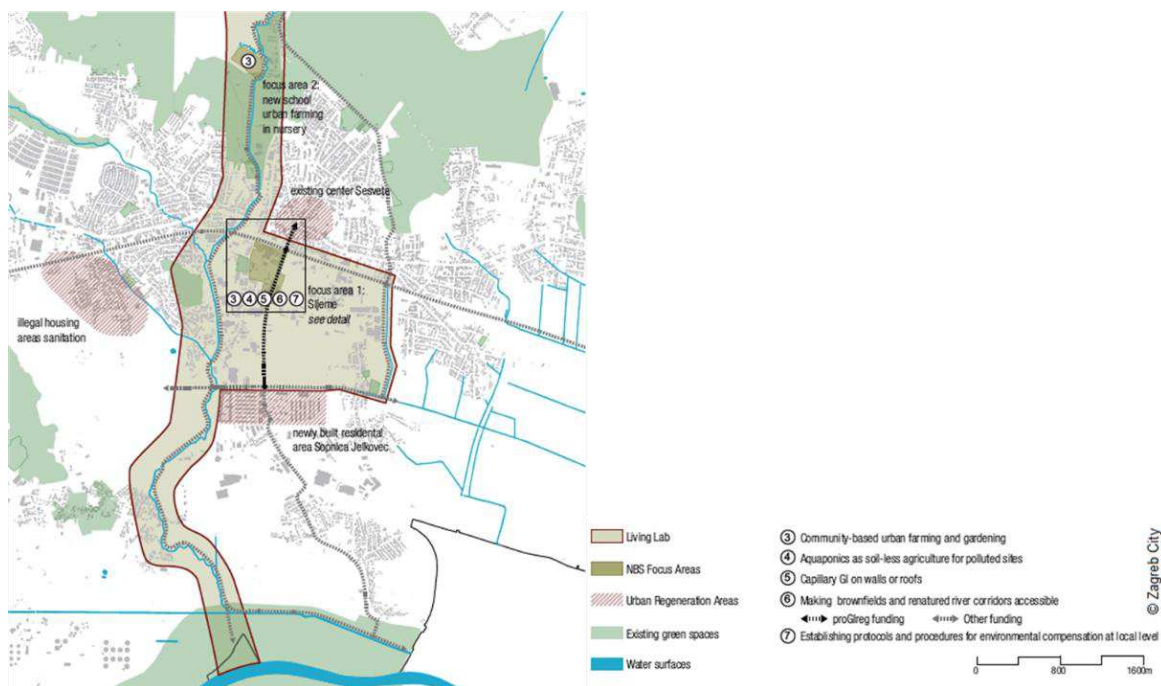 ③
focus area 2:
new school
urban farming
in nursery
existing center Sesvete
③ ④ ⑤ ⑥ ⑦
focus area 1:
Sljeme
see detail
illegal housing
areas sanitation
newly built residental
area Sopnica Jelkovec
Living Lab
NBS Focus Areas
Urban Regeneration Areas
Existing green spaces
Water surfaces
③ Community-based urban farming and gardening
④ Aquaponics as soil-less agriculture for polluted sites
⑤ Capillary GI on walls or roofs
⑥ Making brownfields and renatured river corridors accessible
proGIreg funding Other funding
⑦ Establishing protocols and procedures for environmental compensation at local level
0 800 1600m
© Zagreb City